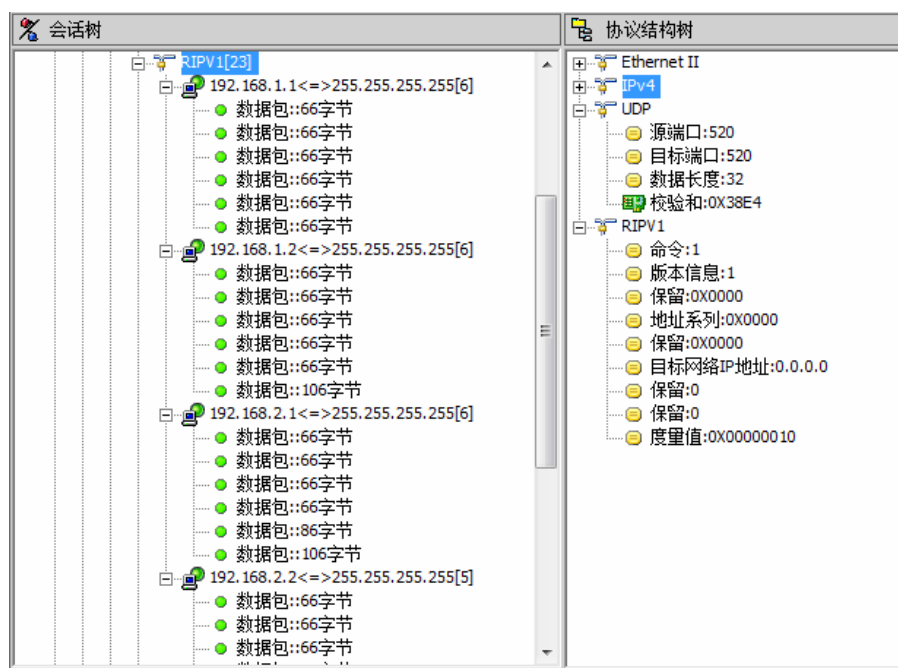 会话树
RIPV1[23]
192.168.1.1<=>255.255.255.255[6]
数据包::66字节
数据包::66字节
数据包::66字节
数据包::66字节
数据包::66字节
数据包::66字节
192.168.1.2<=>255.255.255.255[6]
数据包::66字节
数据包::66字节
数据包::66字节
数据包::66字节
数据包::66字节
数据包::106字节
192.168.2.1<=>255.255.255.255[6]
数据包::66字节
数据包::66字节
数据包::66字节
数据包::66字节
数据包::86字节
数据包::106字节
192.168.2.2<=>255.255.255.255[5]
数据包::66字节
数据包::66字节
数据包::66字节
协议结构树
Ethernet II
IPv4
UDP
源端口:520
目标端口:520
数据长度:32
校验和:0X38E4
RIPV1
命令:1
版本信息:1
保留:0X0000
地址系列:0X0000
保留:0X0000
目标网络IP地址:0.0.0.0
保留:0
保留:0
度量值:0X00000010